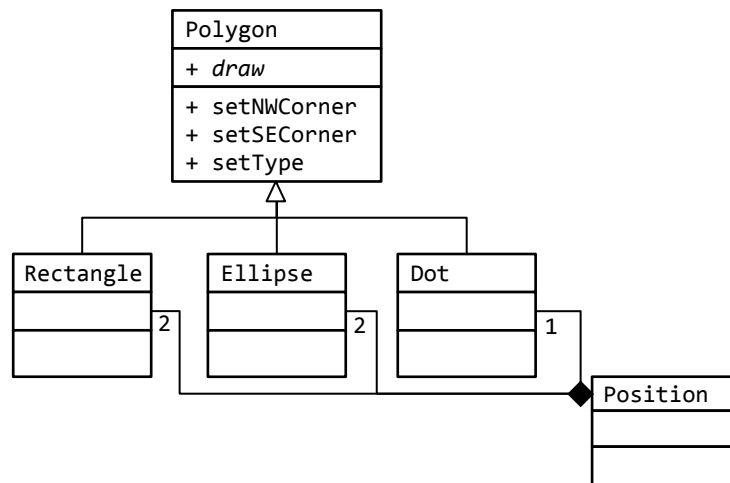 Polygon
+ draw
+ setNWCorner
+ setSECorner
+ setType
Rectangle
Ellipse
Dot
2
2
1
Position